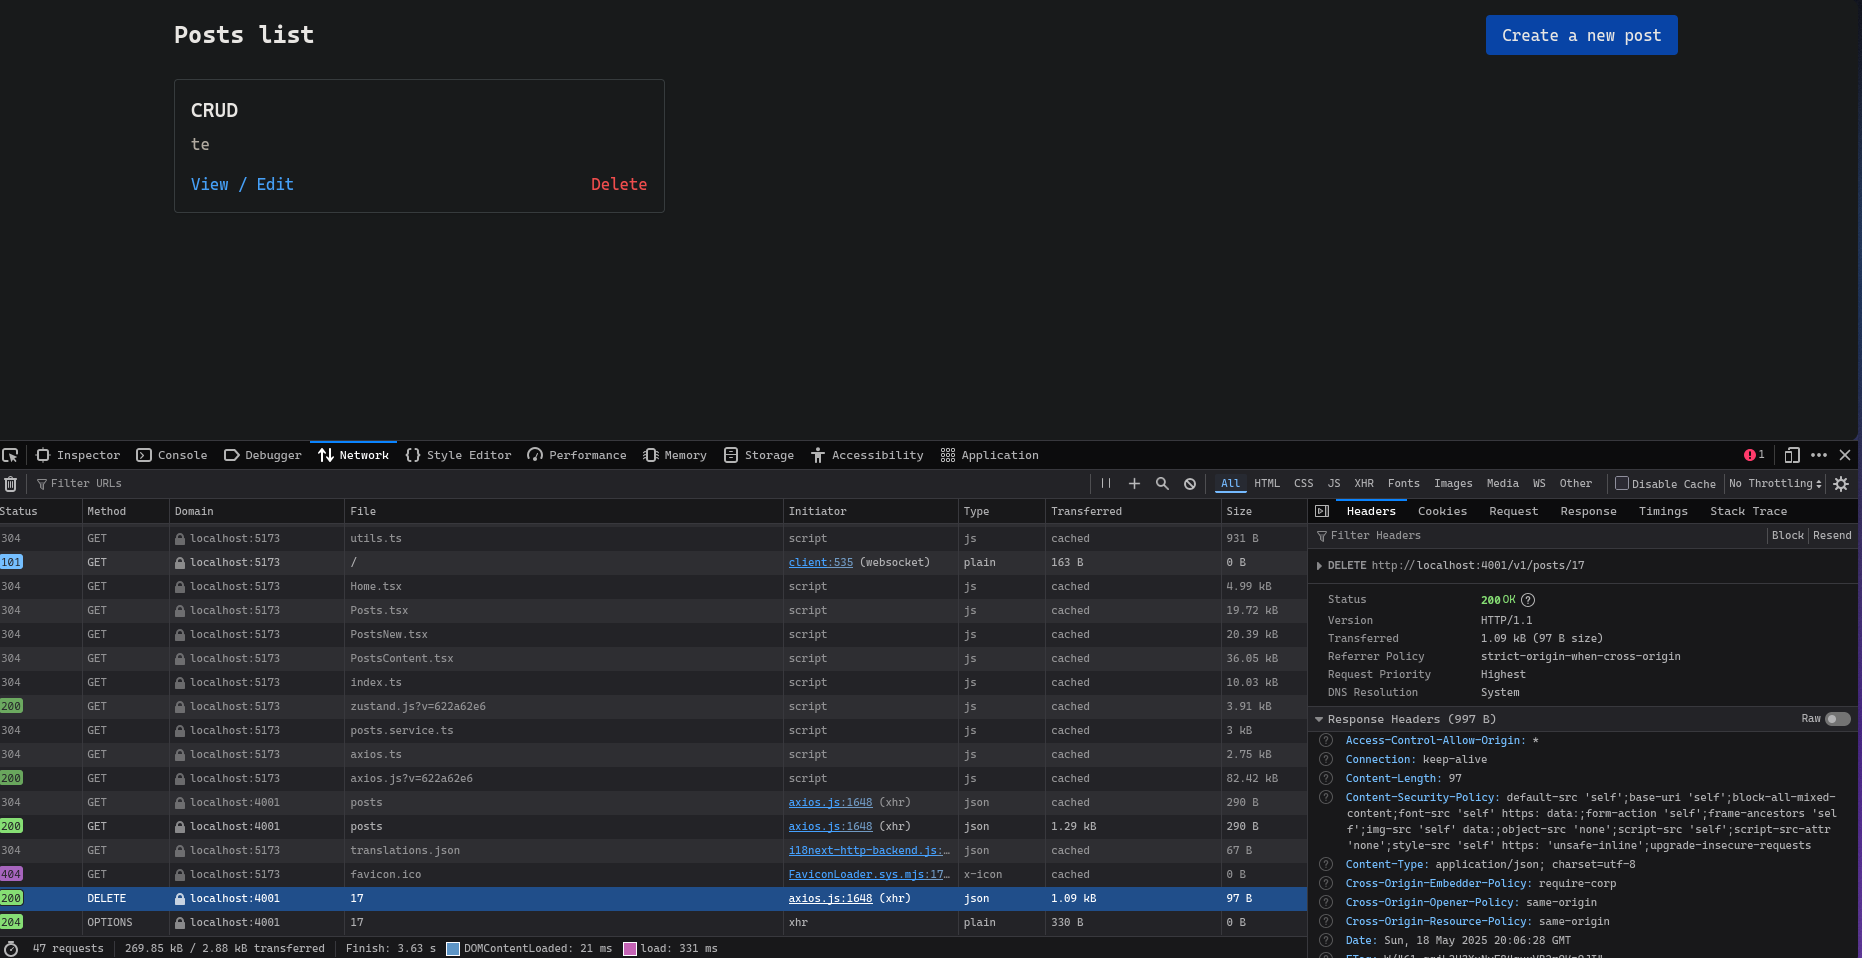 Posts list
Create a new post
CRUD
te
View / Edit
Delete
Inspector Console Debugger Network Style Editor Performance Memory Storage Accessibility Application 1
Filter URLs
All HTML CSS JS XHR Fonts Images Media WS Other Disable Cache No Throttling
Status Method Domain File Initiator Type Transferred Size
304 GET localhost:5173 utils.ts script js cached 931 B
101 GET localhost:5173 / client:535 (websocket) plain 163 B 0 B
304 GET localhost:5173 Home.tsx script js cached 4.99 kB
304 GET localhost:5173 Posts.tsx script js cached 19.72 kB
304 GET localhost:5173 PostsNew.tsx script js cached 20.39 kB
304 GET localhost:5173 PostsContent.tsx script js cached 36.05 kB
304 GET localhost:5173 index.ts script js cached 10.03 kB
200 GET localhost:5173 zustand.js?v=622a62e6 script js cached 3.91 kB
304 GET localhost:5173 posts.service.ts script js cached 3 kB
304 GET localhost:5173 axios.ts script js cached 2.75 kB
200 GET localhost:5173 axios.js?v=622a62e6 script js cached 82.42 kB
304 GET localhost:4001 posts axios.js:1648 (xhr) json cached 290 B
200 GET localhost:4001 posts axios.js:1648 (xhr) json 1.29 kB 290 B
304 GET localhost:5173 translations.json i18next-http-backend.js:… json cached 67 B
404 GET localhost:5173 favicon.ico FaviconLoader.sys.mjs:17… x-icon cached 0 B
200 DELETE localhost:4001 17 axios.js:1648 (xhr) json 1.09 kB 97 B
204 OPTIONS localhost:4001 17 xhr plain 330 B 0 B
47 requests 269.85 kB / 2.88 kB transferred Finish: 3.63 s DOMContentLoaded: 21 ms load: 331 ms
Headers Cookies Request Response Timings Stack Trace
Filter Headers Block Resend
DELETE http://localhost:4001/v1/posts/17
Status 200 OK
Version HTTP/1.1
Transferred 1.09 kB (97 B size)
Referrer Policy strict-origin-when-cross-origin
Request Priority Highest
DNS Resolution System
Response Headers (997 B) Raw
Access-Control-Allow-Origin: *
Connection: keep-alive
Content-Length: 97
Content-Security-Policy: default-src 'self';base-uri 'self';block-all-mixed-
content;font-src 'self' https: data:;form-action 'self';frame-ancestors 'sel
f';img-src 'self' data:;object-src 'none';script-src 'self';script-src-attr
'none';style-src 'self' https: 'unsafe-inline';upgrade-insecure-requests
Content-Type: application/json; charset=utf-8
Cross-Origin-Embedder-Policy: require-corp
Cross-Origin-Opener-Policy: same-origin
Cross-Origin-Resource-Policy: same-origin
Date: Sun, 18 May 2025 20:06:28 GMT